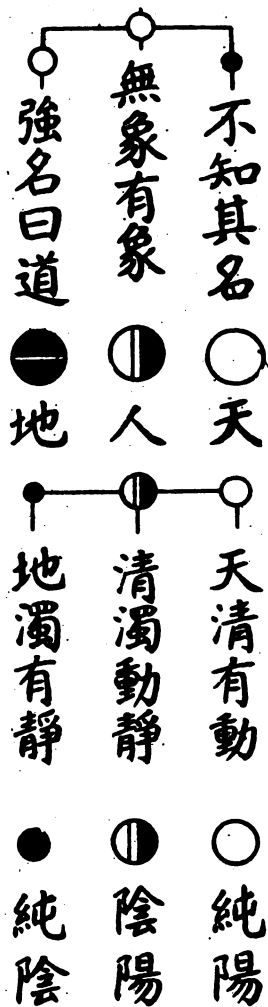 不知其名
無象有象
強名曰道
天
人
地
天清有動
清濁動靜
地濁有靜
純陽
陰陽
純陰